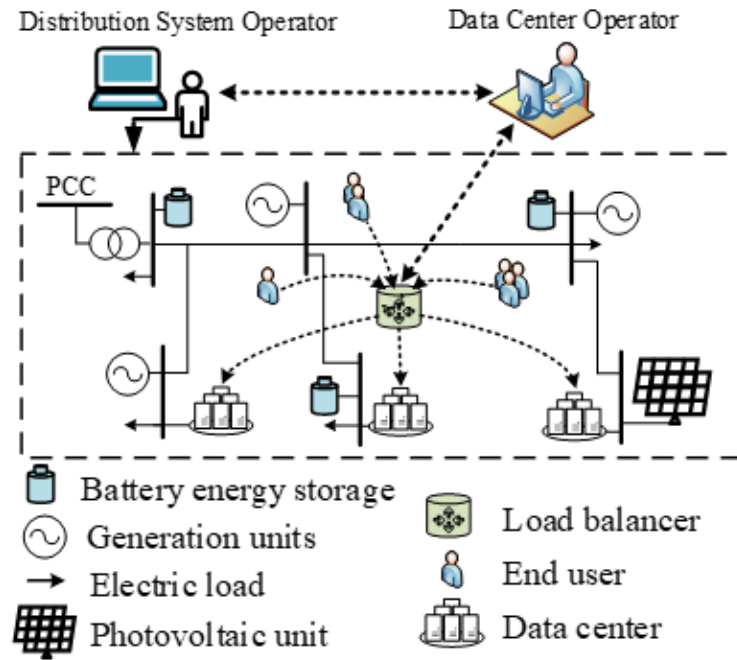 Distribution System Operator
Data Center Operator
PCC
Battery energy storage
Generation units
Electric load
Photovoltaic unit
Load balancer
End user
Data center